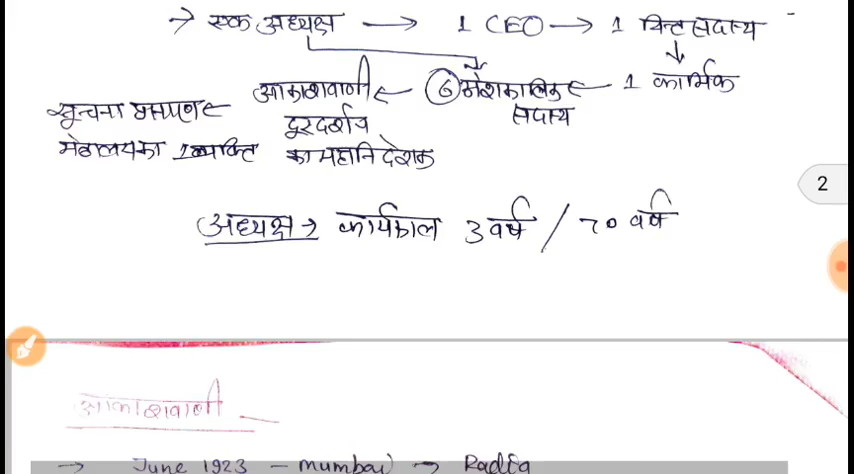 → एक अध्यक्ष → 1 CEO → 1 वित्त सदस्य
सूचना प्रसारण ← आकाशवाणी ← 6 अंशकालिक ← 1 कार्मिक
दूरदर्शन सदस्य
मंत्रालय का 1 व्यक्ति का महानिदेशक
2
अध्यक्ष → कार्यकाल 3 वर्ष / 70 वर्ष
आकाशवाणी
→ June 1923 - mumbai →